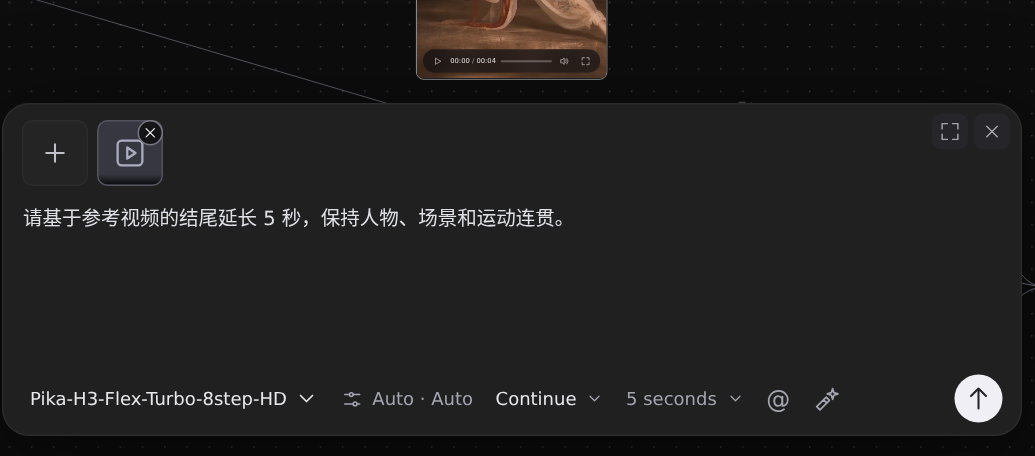 00:00 / 00:04
请基于参考视频的结尾延长 5 秒，保持人物、场景和运动连贯。
Pika-H3-Flex-Turbo-8step-HD Auto · Auto Continue 5 seconds @